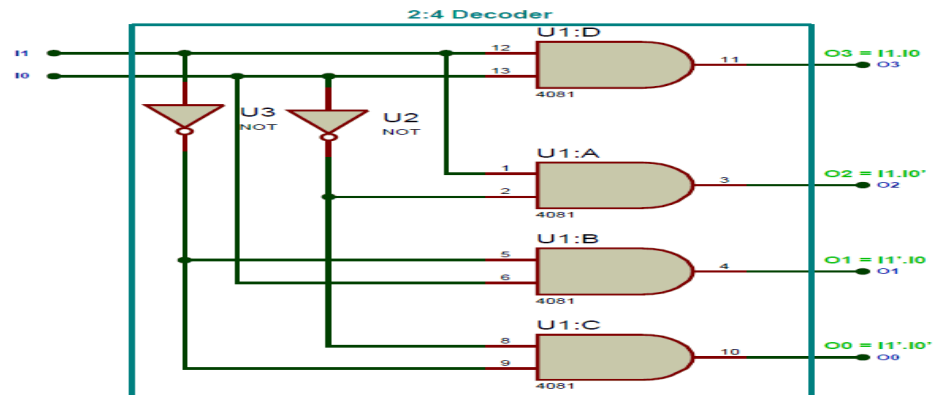 2:4 Decoder
U1:D
I1
12
11
O3 = I1.I0
O3
I0
13
4081
U3
NOT
U2
NOT
U1:A
1
2
3
O2 = I1.I0'
O2
4081
U1:B
5
6
4
O1 = I1'.I0
O1
4081
U1:C
8
9
10
O0 = I1'.I0'
O0
4081